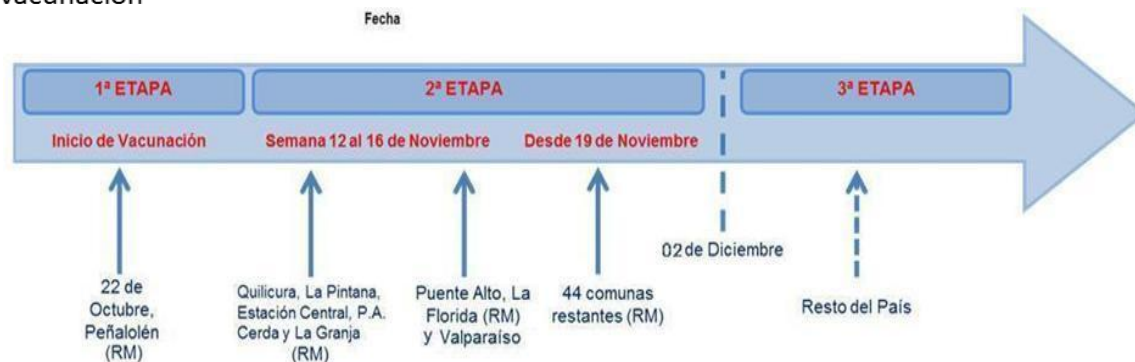 vacunación
Fecha
1ª ETAPA
2ª ETAPA
3ª ETAPA
Inicio de Vacunación
Semana 12 al 16 de Noviembre
Desde 19 de Noviembre
22 de
Octubre,
Peñalolén
(RM)
Quilicura, La Pintana,
Estación Central, P.A.
Cerda y La Granja
(RM)
Puente Alto, La
Florida (RM)
y Valparaíso
44 comunas
restantes (RM)
02 de Diciembre
Resto del País